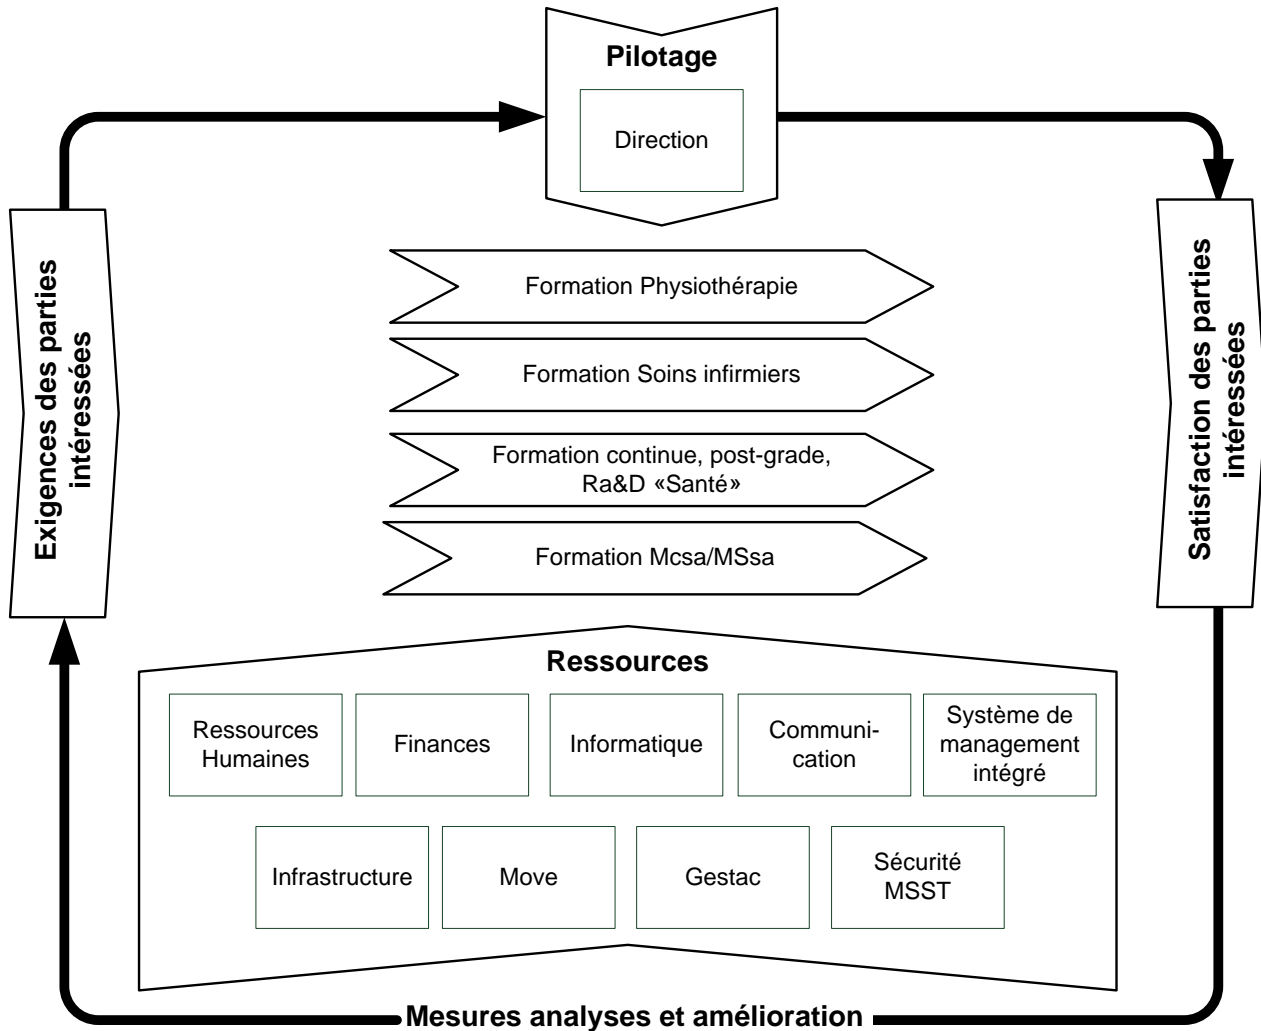 Pilotage
Direction
Exigences des parties
intéressées
Formation Physiothérapie
Formation Soins infirmiers
Formation continue, post-grade,
Ra&D «Santé»
Formation Mcsa/MSsa
Satisfaction des parties
intéressées
Ressources
Ressources
Humaines
Finances
Informatique
Communi-
cation
Système de
management
intégré
Infrastructure
Move
Gestac
Sécurité
MSST
Mesures analyses et amélioration